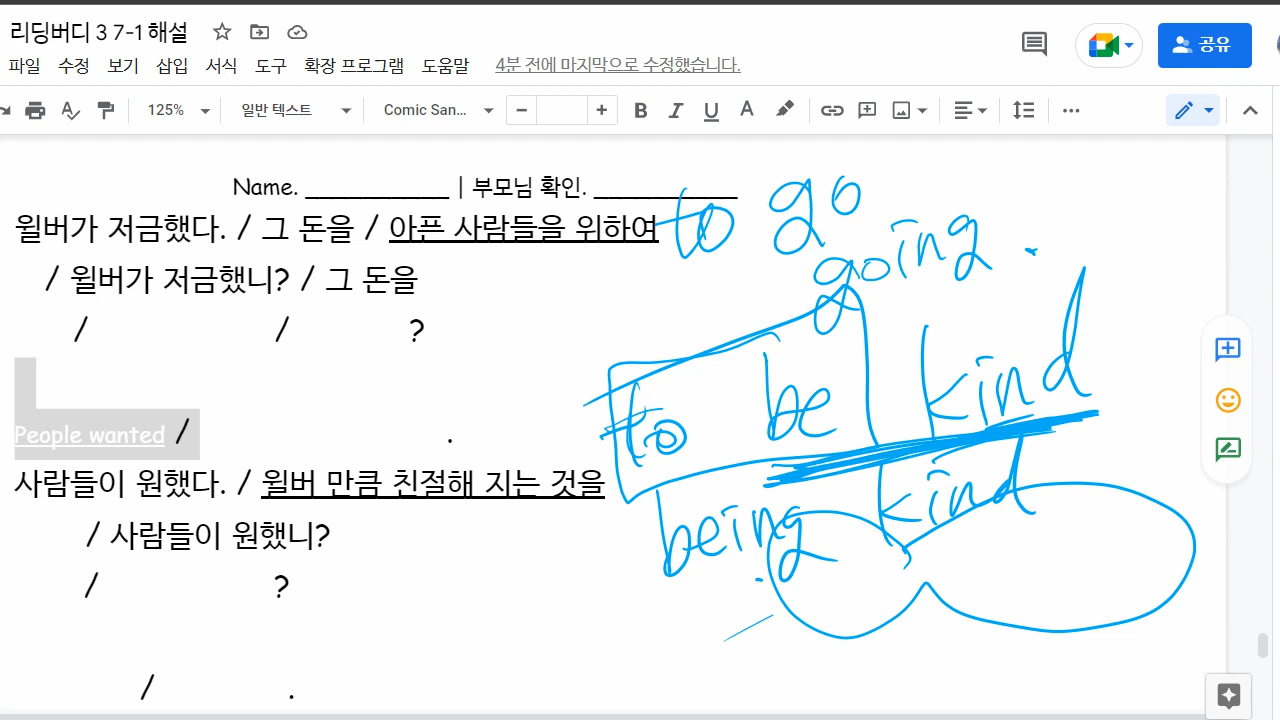 리딩버디 3 7-1 해설
파일 수정 보기 삽입 서식 도구 확장 프로그램 도움말 4분 전에 마지막으로 수정했습니다.
공유
125% 일반 텍스트 Comic San... − + B I U A
Name. ____________ | 부모님 확인. ____________
윌버가 저금했다. / 그 돈을 / 아픈 사람들을 위하여
to go
going .
/ 윌버가 저금했니? / 그 돈을
/ / ?
to be kind
People wanted / .
사람들이 원했다. / 윌버 만큼 친절해 지는 것을
being kind
/ 사람들이 원했니?
/ ?
/ .